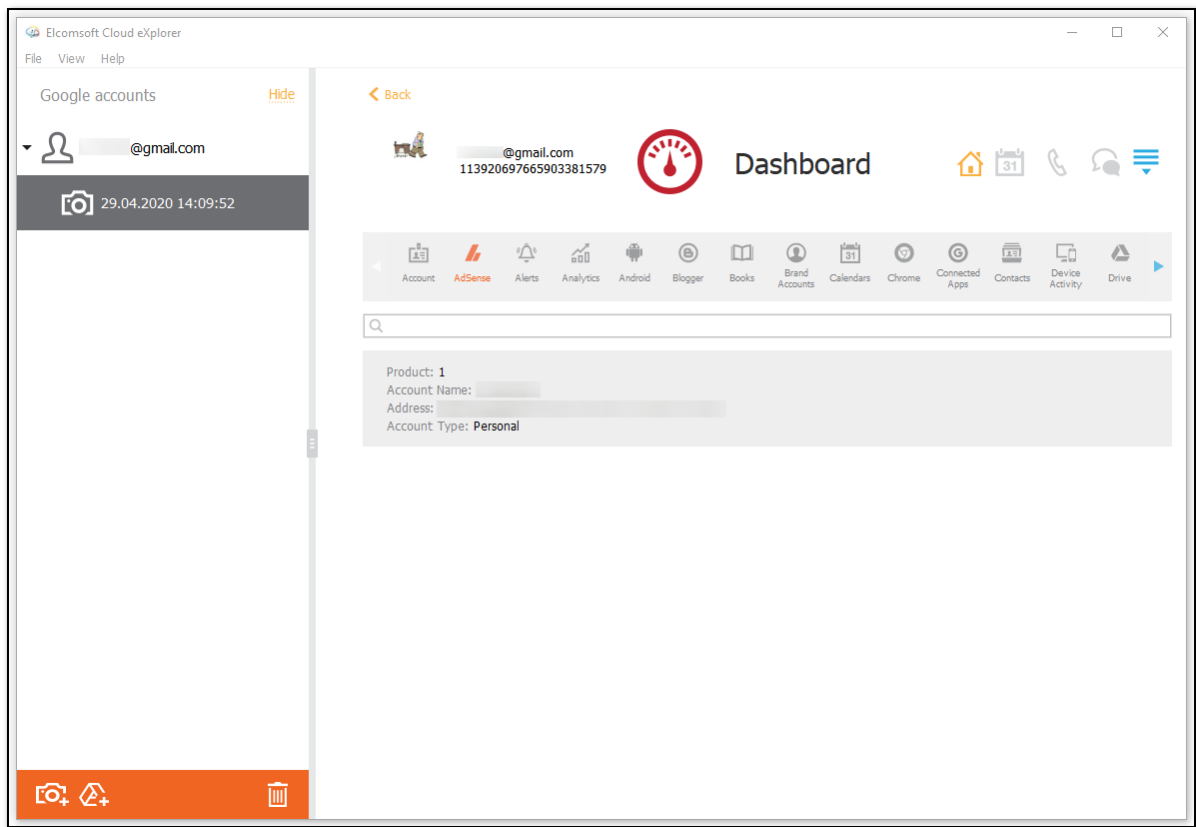 Elcomsoft Cloud eXplorer
File View Help
Google accounts Hide
@gmail.com
29.04.2020 14:09:52
Back
@gmail.com
113920697665903381579
Dashboard
31
Account AdSense Alerts Analytics Android Blogger Books Brand Accounts Calendars Chrome Connected Apps Contacts Device Activity Drive
Product: 1
Account Name:
Address:
Account Type: Personal